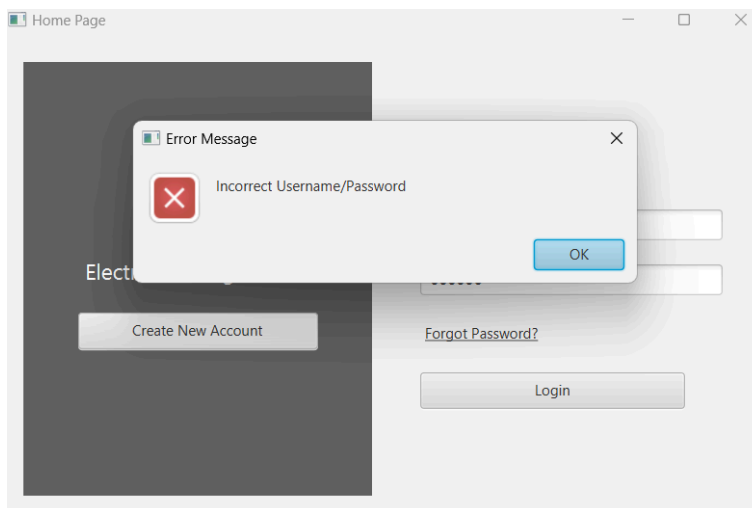 Home Page
Error Message
Incorrect Username/Password
OK
Create New Account
Forgot Password?
Login